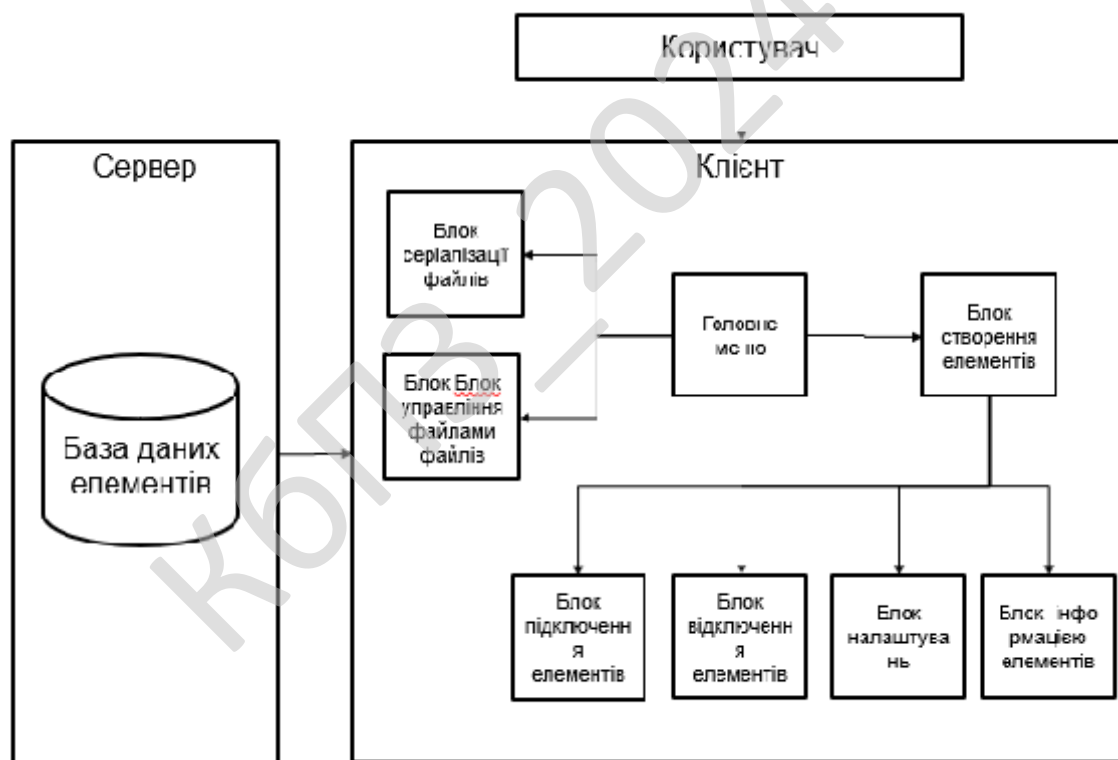 Користувач
Сервер
Клієнт
Блок
серіалізації
файлів
Головне
меню
Блок
створення
елементів
Блок Блок
управління
файлами
файлів
База даних
елементів
Блок
підключенн
я
елементів
Блок
відключенн
я
елементів
Блок
налаштува
нь
Блок інфо
рмацією
елементів
КбПЗ_2024